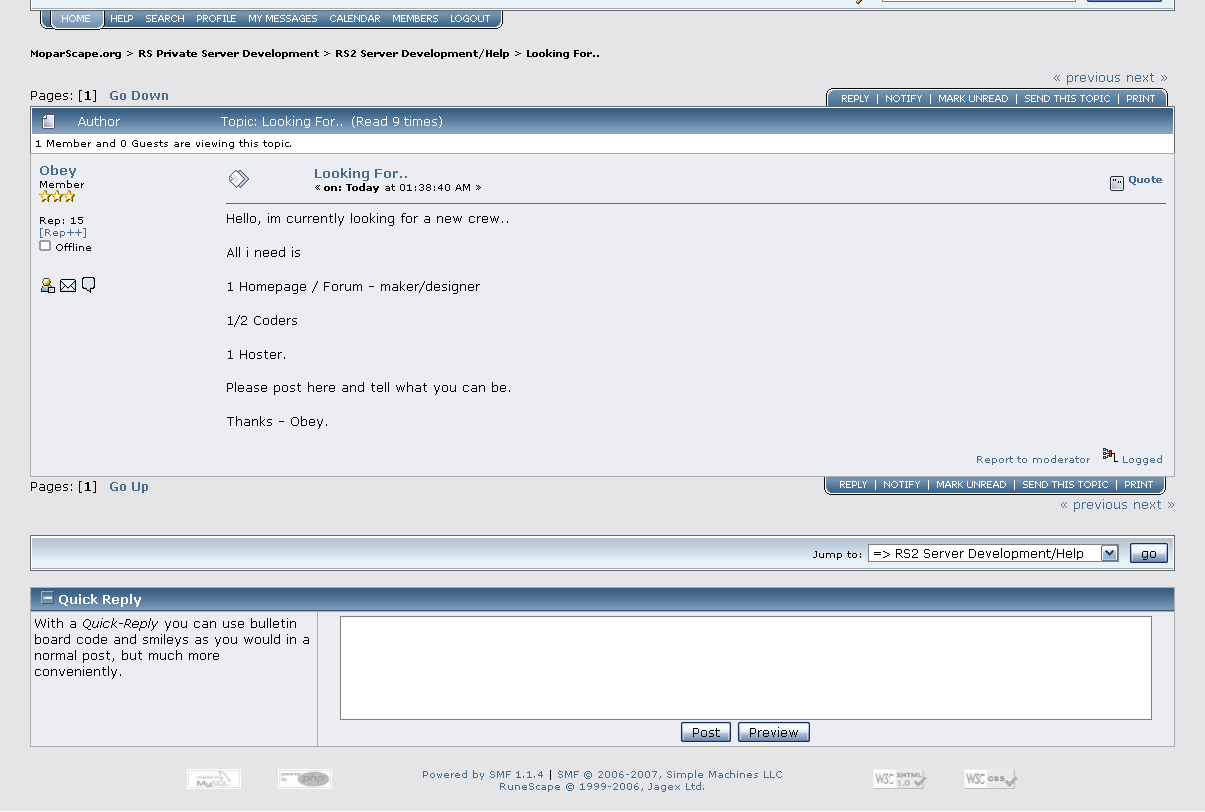 HOME HELP SEARCH PROFILE MY MESSAGES CALENDAR MEMBERS LOGOUT
MoparScape.org > RS Private Server Development > RS2 Server Development/Help > Looking For..
« previous next »
Pages: [1] Go Down
REPLY | NOTIFY | MARK UNREAD | SEND THIS TOPIC | PRINT
Author Topic: Looking For.. (Read 9 times)
1 Member and 0 Guests are viewing this topic.
Obey
Member
Rep: 15
[Rep++]
Offline
Looking For..
« on: Today at 01:38:40 AM »
Quote
Hello, im currently looking for a new crew..
All i need is
1 Homepage / Forum - maker/designer
1/2 Coders
1 Hoster.
Please post here and tell what you can be.
Thanks - Obey.
Report to moderator Logged
Pages: [1] Go Up
REPLY | NOTIFY | MARK UNREAD | SEND THIS TOPIC | PRINT
« previous next »
Jump to: => RS2 Server Development/Help go
Quick Reply
With a Quick-Reply you can use bulletin
board code and smileys as you would in a
normal post, but much more
conveniently.
Post Preview
MySQL
php
Powered by SMF 1.1.4 | SMF © 2006-2007, Simple Machines LLC
RuneScape © 1999-2006, Jagex Ltd.
W3C XHTML 1.0
W3C css